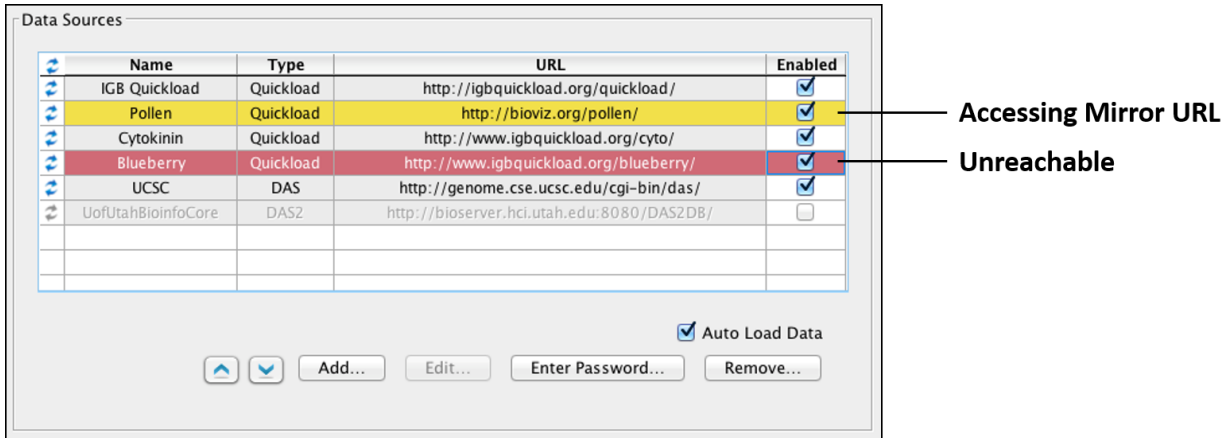 Data Sources
Name Type URL Enabled
IGB Quickload Quickload http://igbquickload.org/quickload/
Pollen Quickload http://bioviz.org/pollen/ Accessing Mirror URL
Cytokinin Quickload http://www.igbquickload.org/cyto/
Blueberry Quickload http://www.igbquickload.org/blueberry/ Unreachable
UCSC DAS http://genome.cse.ucsc.edu/cgi-bin/das/
UofUtahBioinfoCore DAS2 http://bioserver.hci.utah.edu:8080/DAS2DB/
Auto Load Data
Add... Edit... Enter Password... Remove...